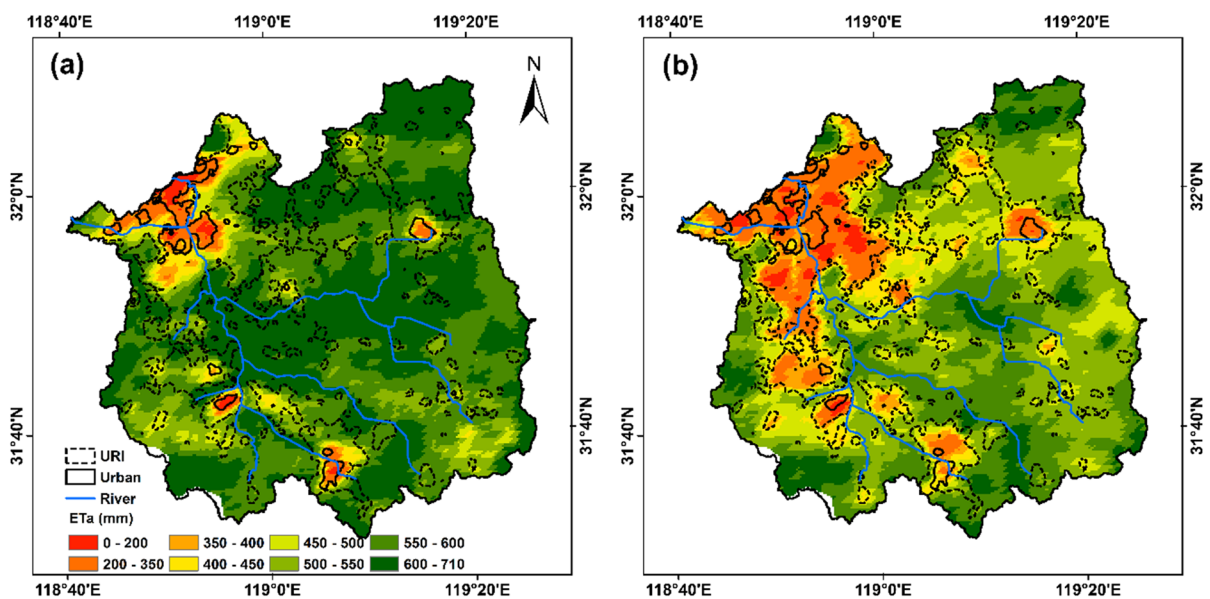 118°40'E 119°0'E 119°20'E 118°40'E 119°0'E 119°20'E
(a) N (b)
32°0'N 32°0'N
31°40'N 31°40'N
URI
Urban
River
ETa (mm)
0 - 200 350 - 400 450 - 500 550 - 600
200 - 350 400 - 450 500 - 550 600 - 710
118°40'E 119°0'E 119°20'E 118°40'E 119°0'E 119°20'E